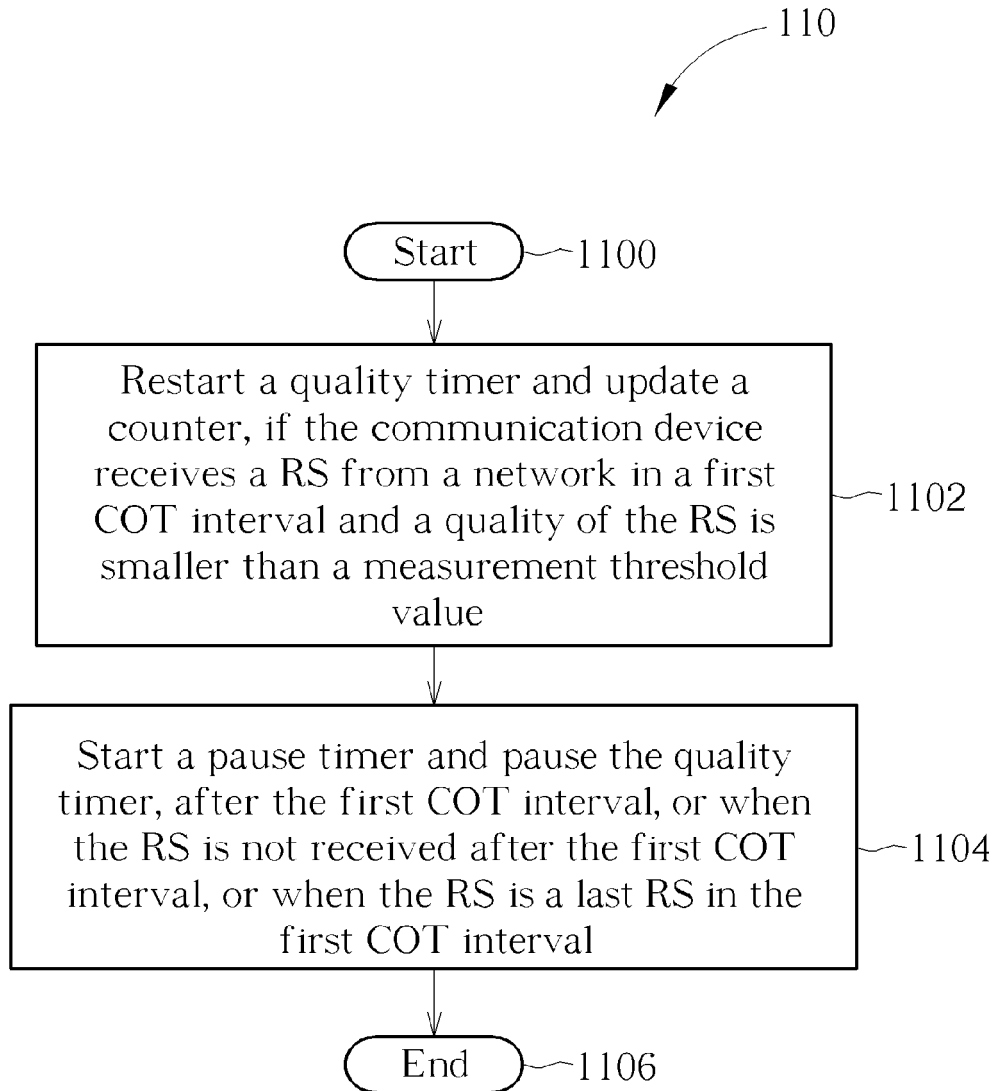 110
Start
1100
Restart a quality timer and update a
counter, if the communication device
receives a RS from a network in a first
COT interval and a quality of the RS is
smaller than a measurement threshold
value
1102
Start a pause timer and pause the quality
timer, after the first COT interval, or when
the RS is not received after the first COT
interval, or when the RS is a last RS in the
first COT interval
1104
End
1106